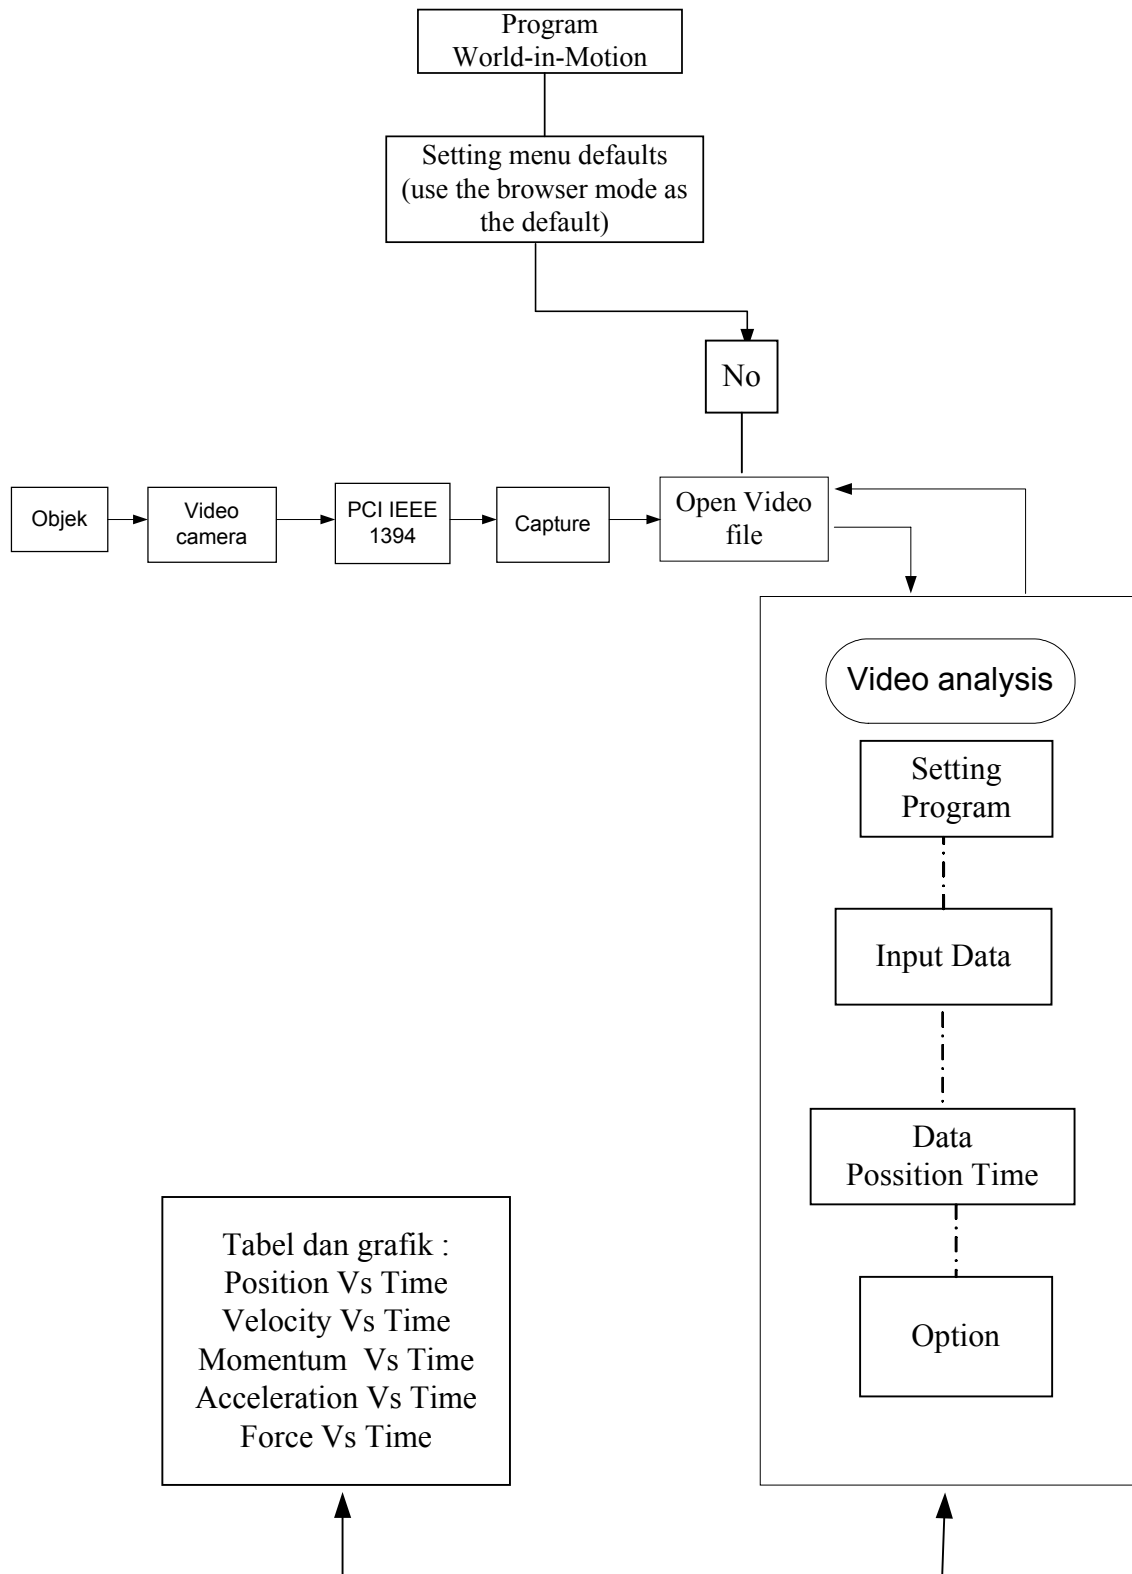 Program
World-in-Motion
Setting menu defaults
(use the browser mode as
the default)
No
Objek
Video
camera
PCI IEEE
1394
Capture
Open Video
file
Video analysis
Setting
Program
Input Data
Data
Possition Time
Option
Tabel dan grafik :
Position Vs Time
Velocity Vs Time
Momentum Vs Time
Acceleration Vs Time
Force Vs Time